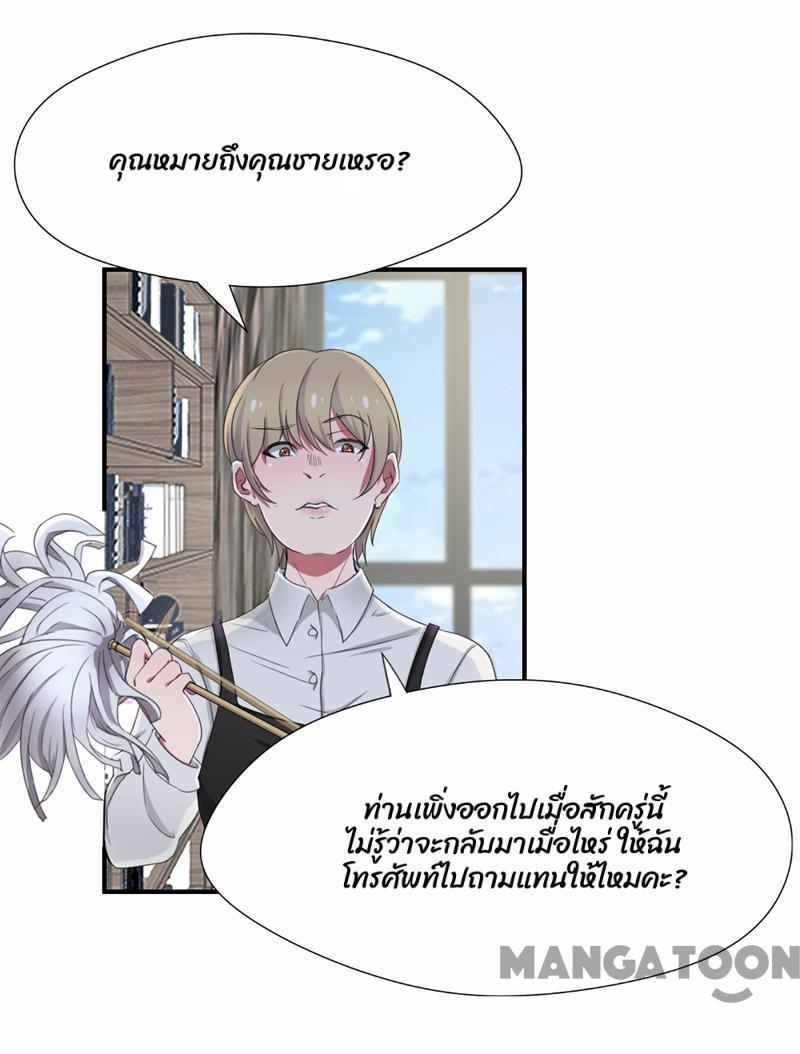 คุณหมายถึงคุณชายเหรอ?
ท่านเพิ่งออกไปเมื่อสักครู่นี้
ไม่รู้ว่าจะกลับมาเมื่อไหร่ ให้ฉัน
โทรศัพท์ไปถามแทนให้ไหมคะ?
MANGATOON